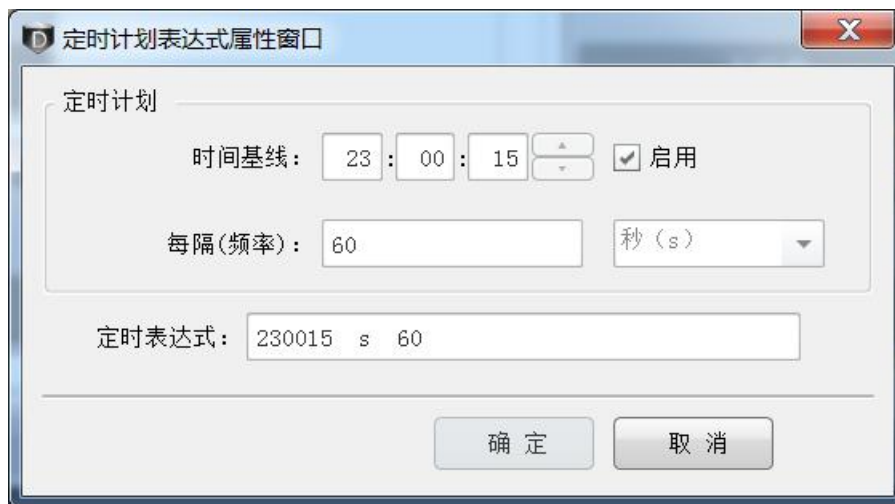 定时计划表达式属性窗口
定时计划
时间基线： 23 : 00 : 15 启用
每隔(频率)： 60 秒（s）
定时表达式： 230015 s 60
确 定 取 消